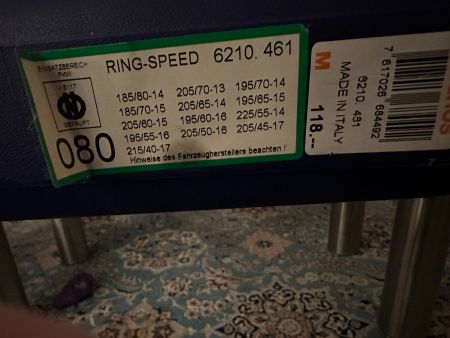 EINSATZBEREICH
PKW
RING-SPEED 6210. 461
V 5117
GEPRÜFT
080
185/80-14 205/70-13 195/70-14
185/70-15 205/65-14 195/65-15
205/60-15 195/60-16 225/55-14
195/55-16 205/50-16 205/45-17
215/40-17
Hinweise des Fahrzeugherstellers beachten !
M
118.--
MADE IN ITALY
6210. 461
7 617026 684492